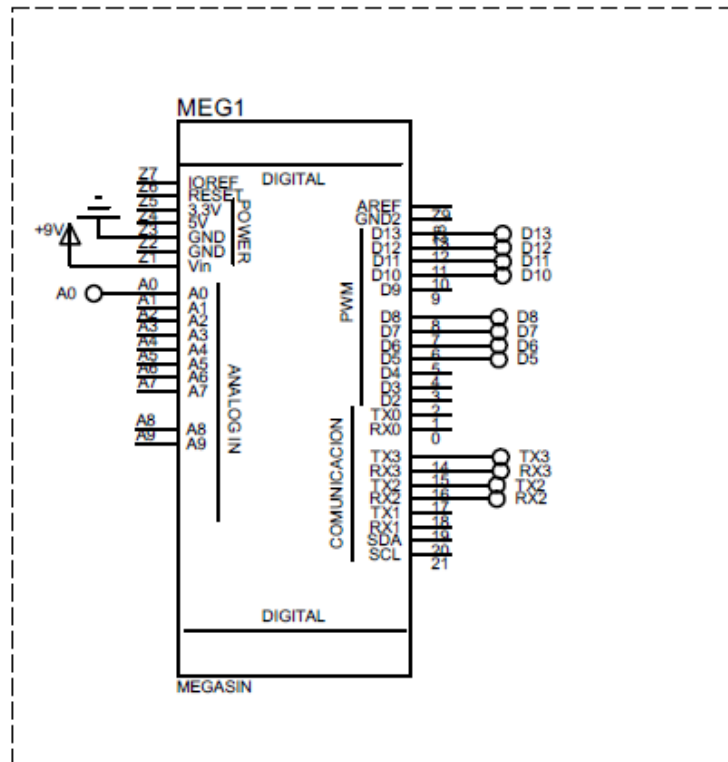 MEG1
DIGITAL
Z7 IOREF
Z6 RESET
Z5 3.3V
Z4 5V
Z3 GND
Z2 GND
Z1 Vin
POWER
+9V
A0 A0 A0
A1 A1
A2 A2
A3 A3
A4 A4
A5 A5
A6 A6
A7 A7
A8 A8
A9 A9
ANALOG IN
AREF
GND2 Z9
D13 D13
D12 13 D12
D11 12 D11
D10 11 D10
D9 10
9
PWM
D8 D8
D7 8 D7
D6 7 D6
D5 6 D5
D4 5
D3 4
D2 3
TX0 2
RX0 1
0
COMUNICACION
TX3 TX3
RX3 14 RX3
TX2 15 TX2
RX2 16 RX2
TX1 17
RX1 18
SDA 19
SCL 20
21
DIGITAL
MEGASIN